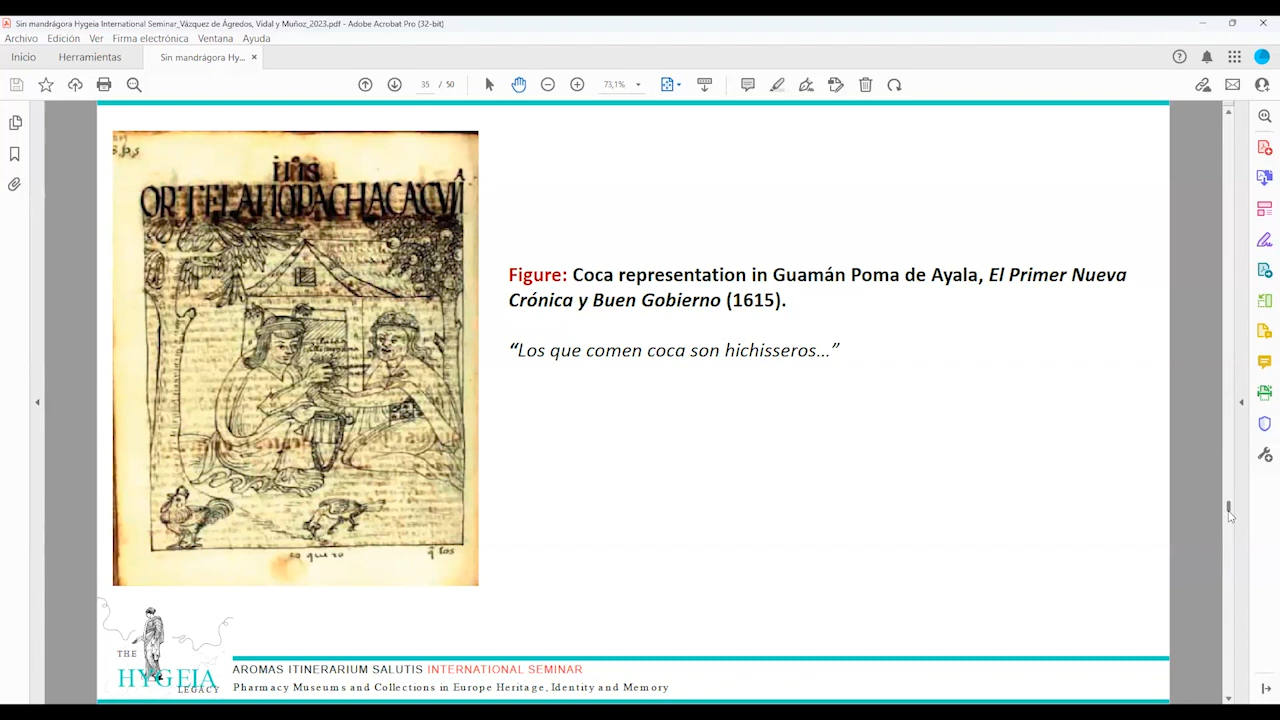 Sin mandrágora Hygeia International Seminar_Vázquez de Ágredos, Vidal y Muñoz_2023.pdf - Adobe Acrobat Pro (32-bit)
Archivo Edición Ver Firma electrónica Ventana Ayuda
Inicio Herramientas Sin mandrágora Hy... ×
35 / 50 73,1%
Figure: Coca representation in Guamán Poma de Ayala, El Primer Nueva
Crónica y Buen Gobierno (1615).
“Los que comen coca son hichisseros...”
THE
HYGEIA
LEGACY
AROMAS ITINERARIUM SALUTIS INTERNATIONAL SEMINAR
Pharmacy Museums and Collections in Europe Heritage, Identity and Memory